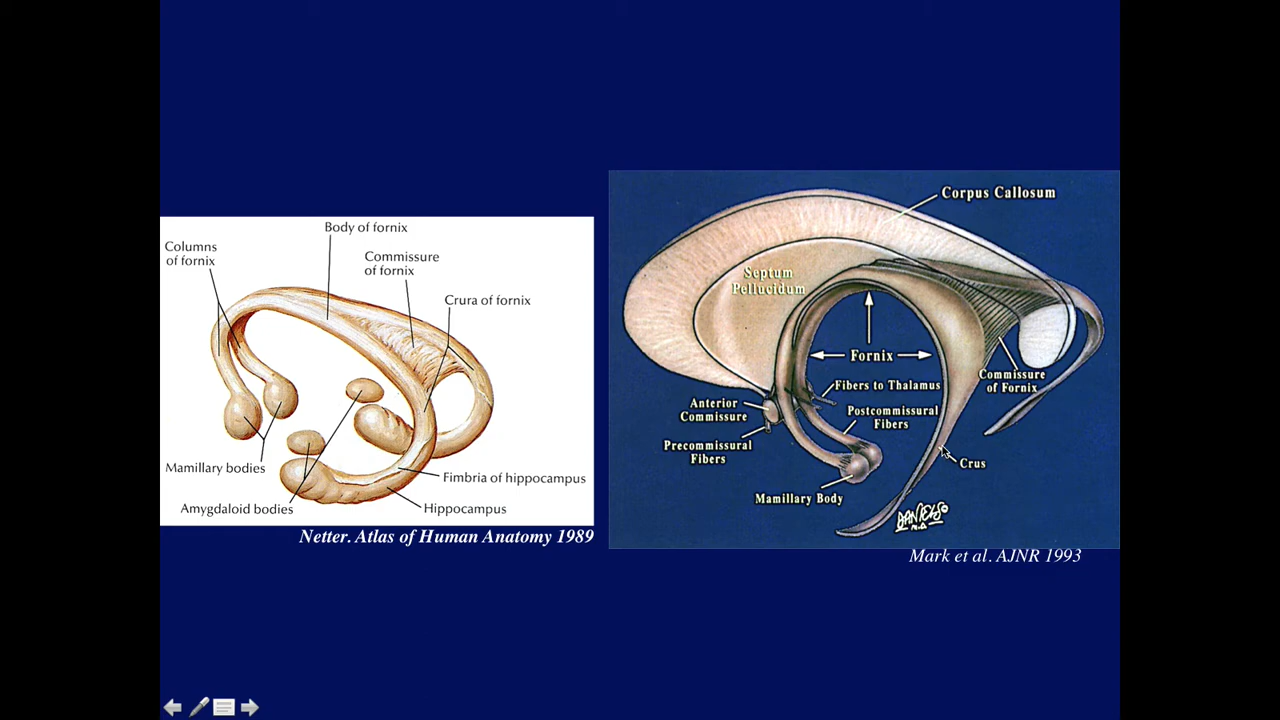 Body of fornix
Columns
of fornix
Commissure
of fornix
Crura of fornix
Mamillary bodies
Amygdaloid bodies
Fimbria of hippocampus
Hippocampus
Netter. Atlas of Human Anatomy 1989
Corpus Callosum
Septum
Pellucidum
Fornix
Commissure
of Fornix
Fibers to Thalamus
Anterior
Commissure
Postcommissural
Fibers
Precommissural
Fibers
Crus
Mamillary Body
Mark et al. AJNR 1993